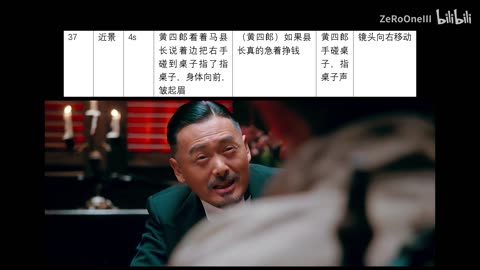 ZeRoOneIII bilibili
37 近景 4s 黄四郎看着马县 （黄四郎）如果县 黄四郎 镜头向右移动
长说着边把右手 长真的急着挣钱 手碰桌
碰到桌子指了指 子，指
桌子，身体向前， 桌子声
皱起眉